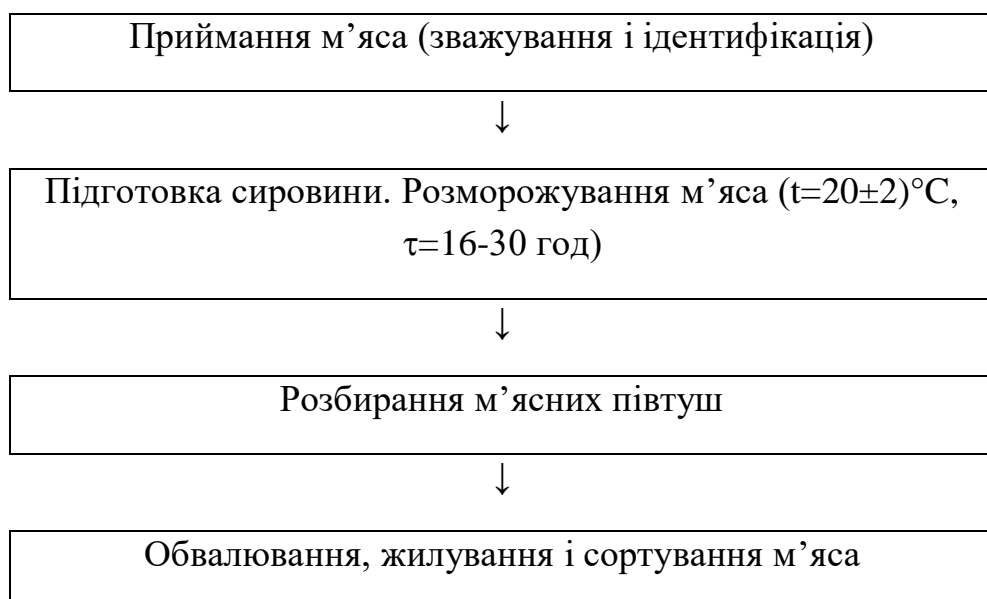 Приймання м’яса (зважування і ідентифікація)
↓
Підготовка сировини. Розморожування м’яса (t=20±2)°С,
τ=16-30 год)
↓
Розбирання м’ясних півтуш
↓
Обвалювання, жилування і сортування м’яса